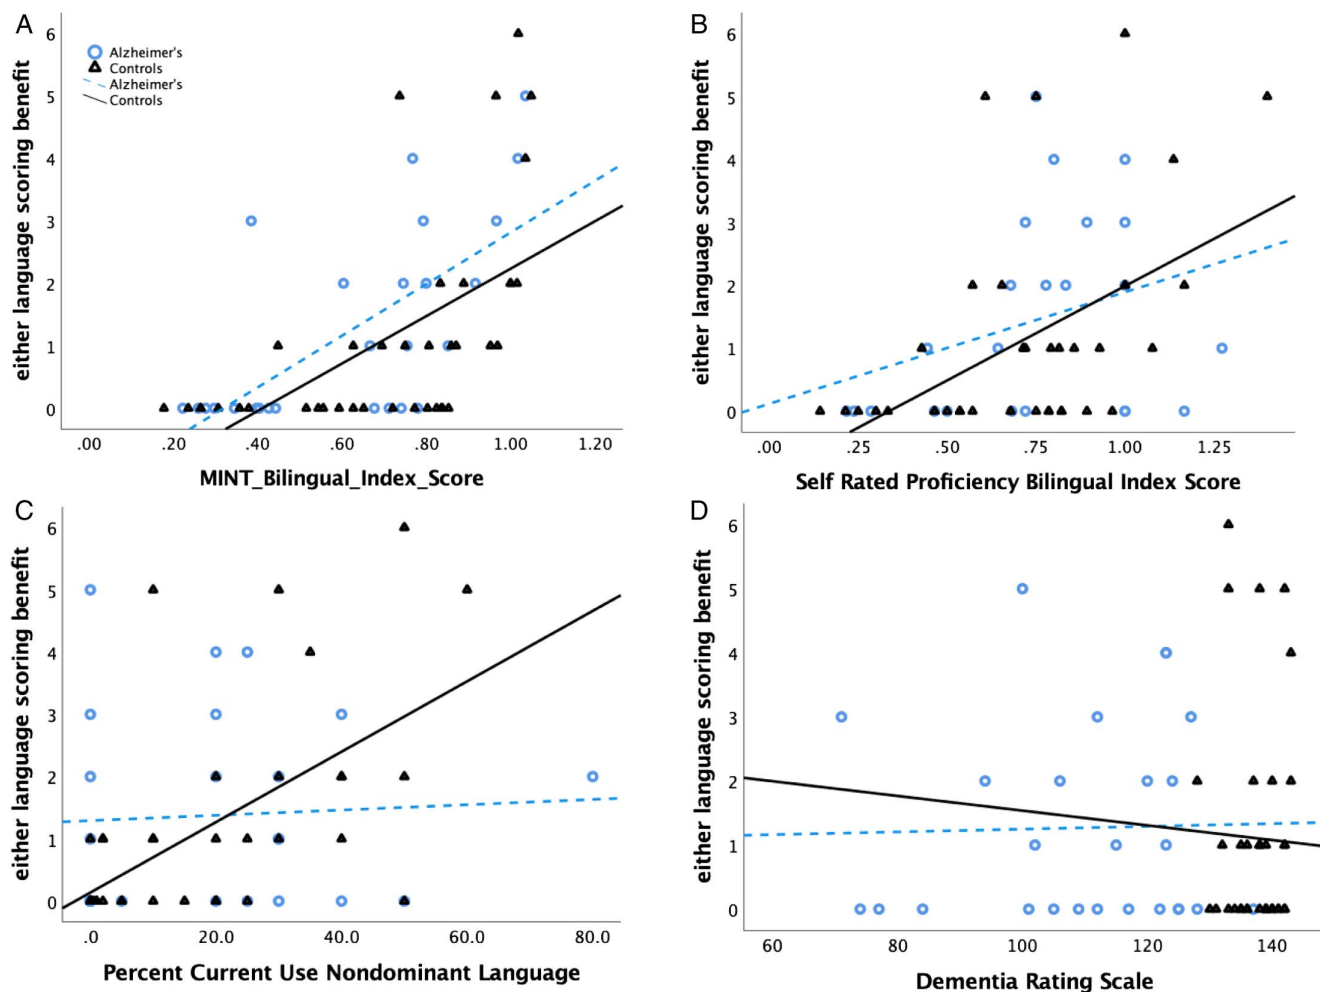 A
either language scoring benefit
6
5
4
3
2
1
0
Alzheimer's
Controls
Alzheimer's
Controls
.00 .20 .40 .60 .80 1.00 1.20
MINT_Bilingual_Index_Score
B
either language scoring benefit
6
5
4
3
2
1
0
.00 .25 .50 .75 1.00 1.25
Self Rated Proficiency Bilingual Index Score
C
either language scoring benefit
6
5
4
3
2
1
0
.0 20.0 40.0 60.0 80.0
Percent Current Use Nondominant Language
D
either language scoring benefit
6
5
4
3
2
1
0
60 80 100 120 140
Dementia Rating Scale